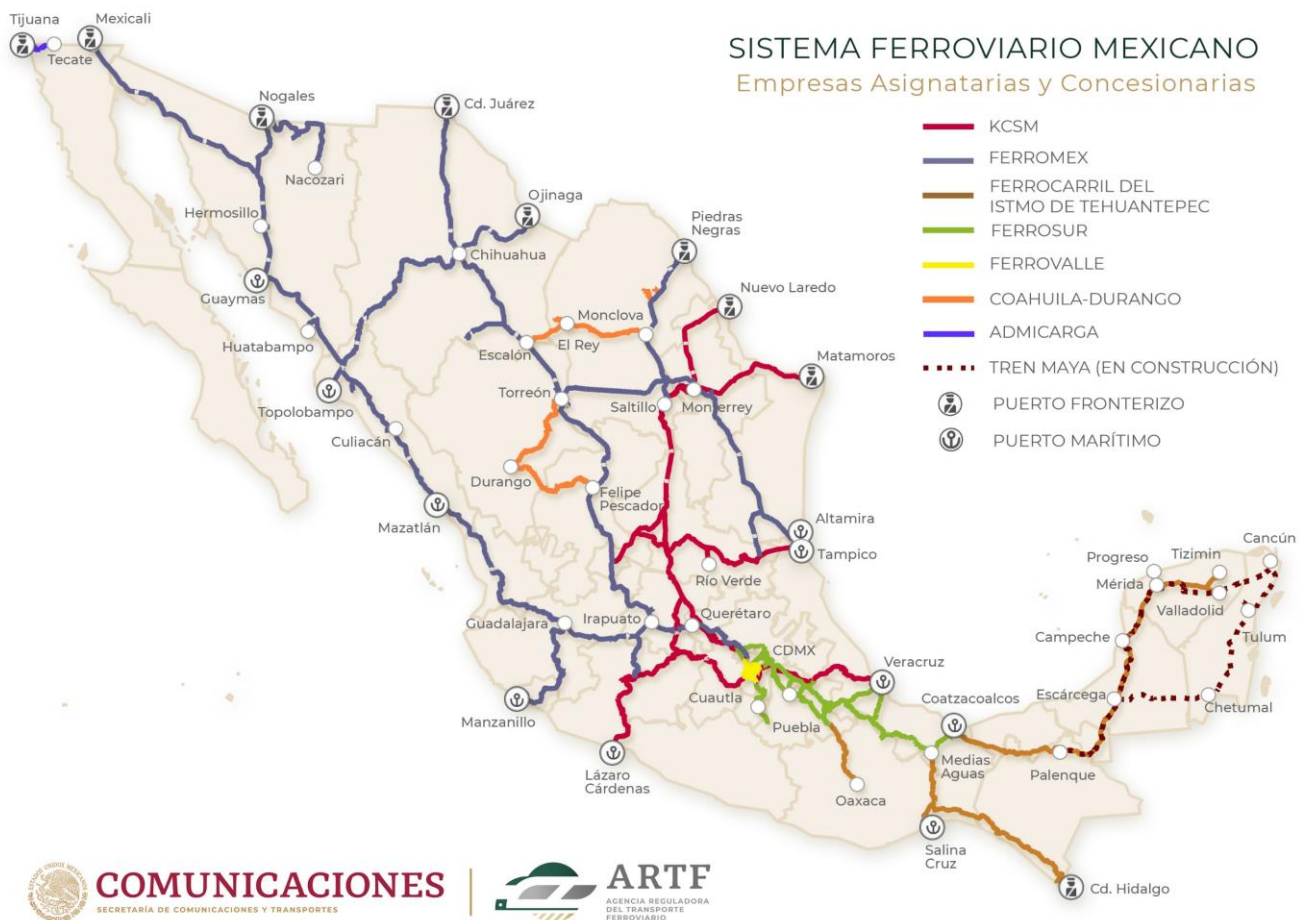 SISTEMA FERROVIARIO MEXICANO
Empresas Asignatarias y Concesionarias
KCSM
FERROMEX
FERROCARRIL DEL
ISTMO DE TEHUANTEPEC
FERROSUR
FERROVALLE
COAHUILA-DURANGO
ADMICARGA
TREN MAYA (EN CONSTRUCCIÓN)
PUERTO FRONTERIZO
PUERTO MARÍTIMO
Tijuana
Mexicali
Tecate
Nogales
Cd. Juárez
Nacozari
Hermosillo
Ojinaga
Piedras
Negras
Chihuahua
Guaymas
Nuevo Laredo
Monclova
Huatabampo
Escalón
El Rey
Matamoros
Topolobampo
Torreón
Saltillo
Monterrey
Culiacán
Durango
Felipe
Pescador
Mazatlán
Altamira
Tampico
Río Verde
Cancún
Progreso
Tizimin
Mérida
Valladolid
Guadalajara
Irapuato
Querétaro
Campeche
Tulum
CDMX
Veracruz
Manzanillo
Cuautla
Coatzacoalcos
Escárcega
Chetumal
Puebla
Lázaro
Cárdenas
Medias
Aguas
Palenque
Oaxaca
Salina
Cruz
Cd. Hidalgo
ESTADOS UNIDOS MEXICANOS
COMUNICACIONES
SECRETARÍA DE COMUNICACIONES Y TRANSPORTES
ARTF
AGENCIA REGULADORA
DEL TRANSPORTE
FERROVIARIO